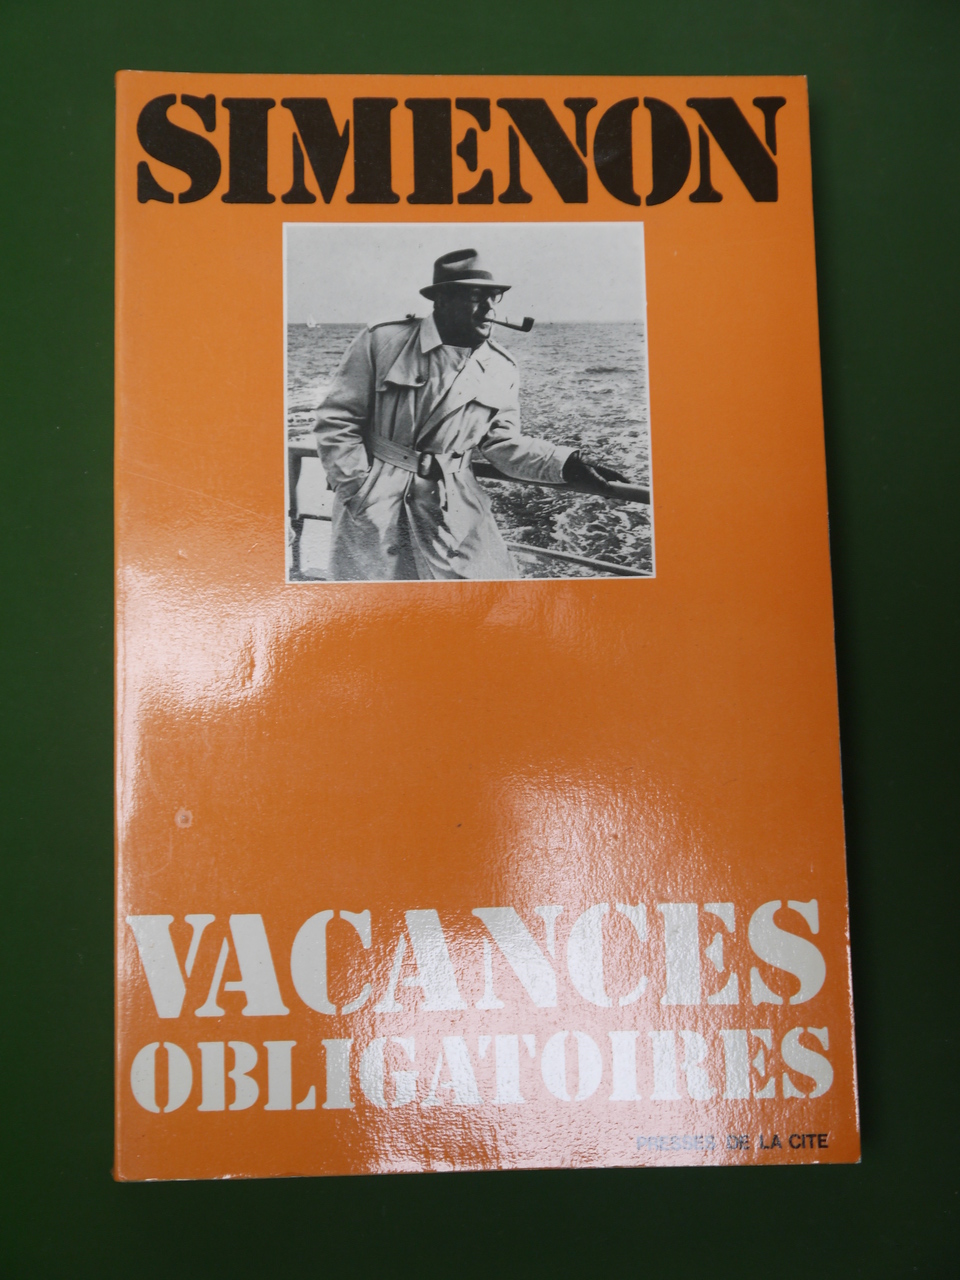 SIMENON
VACANCES
OBLIGATOIRES
PRESSES DE LA CITE